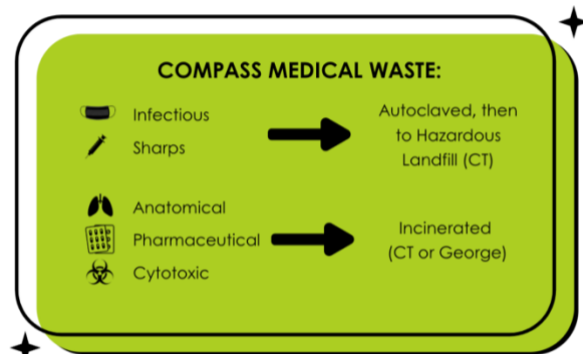 COMPASS MEDICAL WASTE:
Infectious
Sharps
Autoclaved, then
to Hazardous
Landfill (CT)
Anatomical
Pharmaceutical
Cytotoxic
Incinerated
(CT or George)